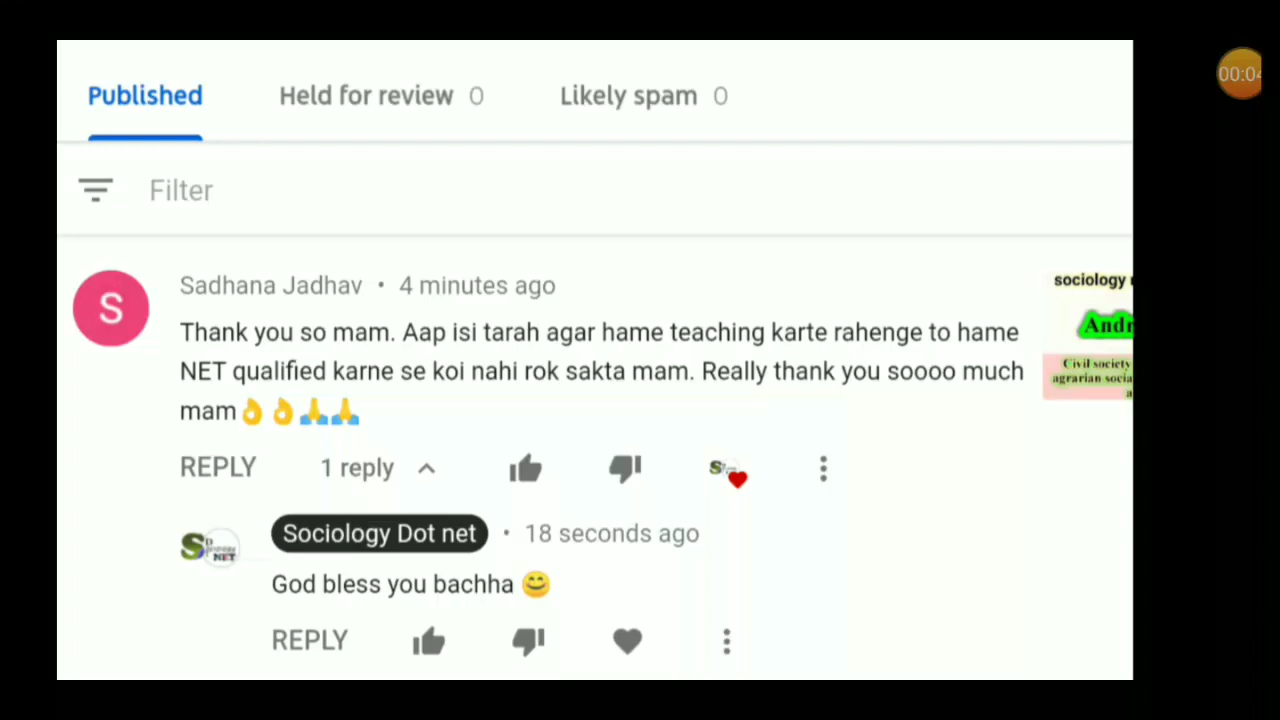 00:04
Published Held for review 0 Likely spam 0
Filter
S
Sadhana Jadhav • 4 minutes ago
Thank you so mam. Aap isi tarah agar hame teaching karte rahenge to hame
NET qualified karne se koi nahi rok sakta mam. Really thank you soooo much
mam👌👌🙏🙏
sociology
Andr
Civil society
agrarian socia
a
REPLY 1 reply
Sociology Dot net • 18 seconds ago
NET
God bless you bachha 😊
REPLY